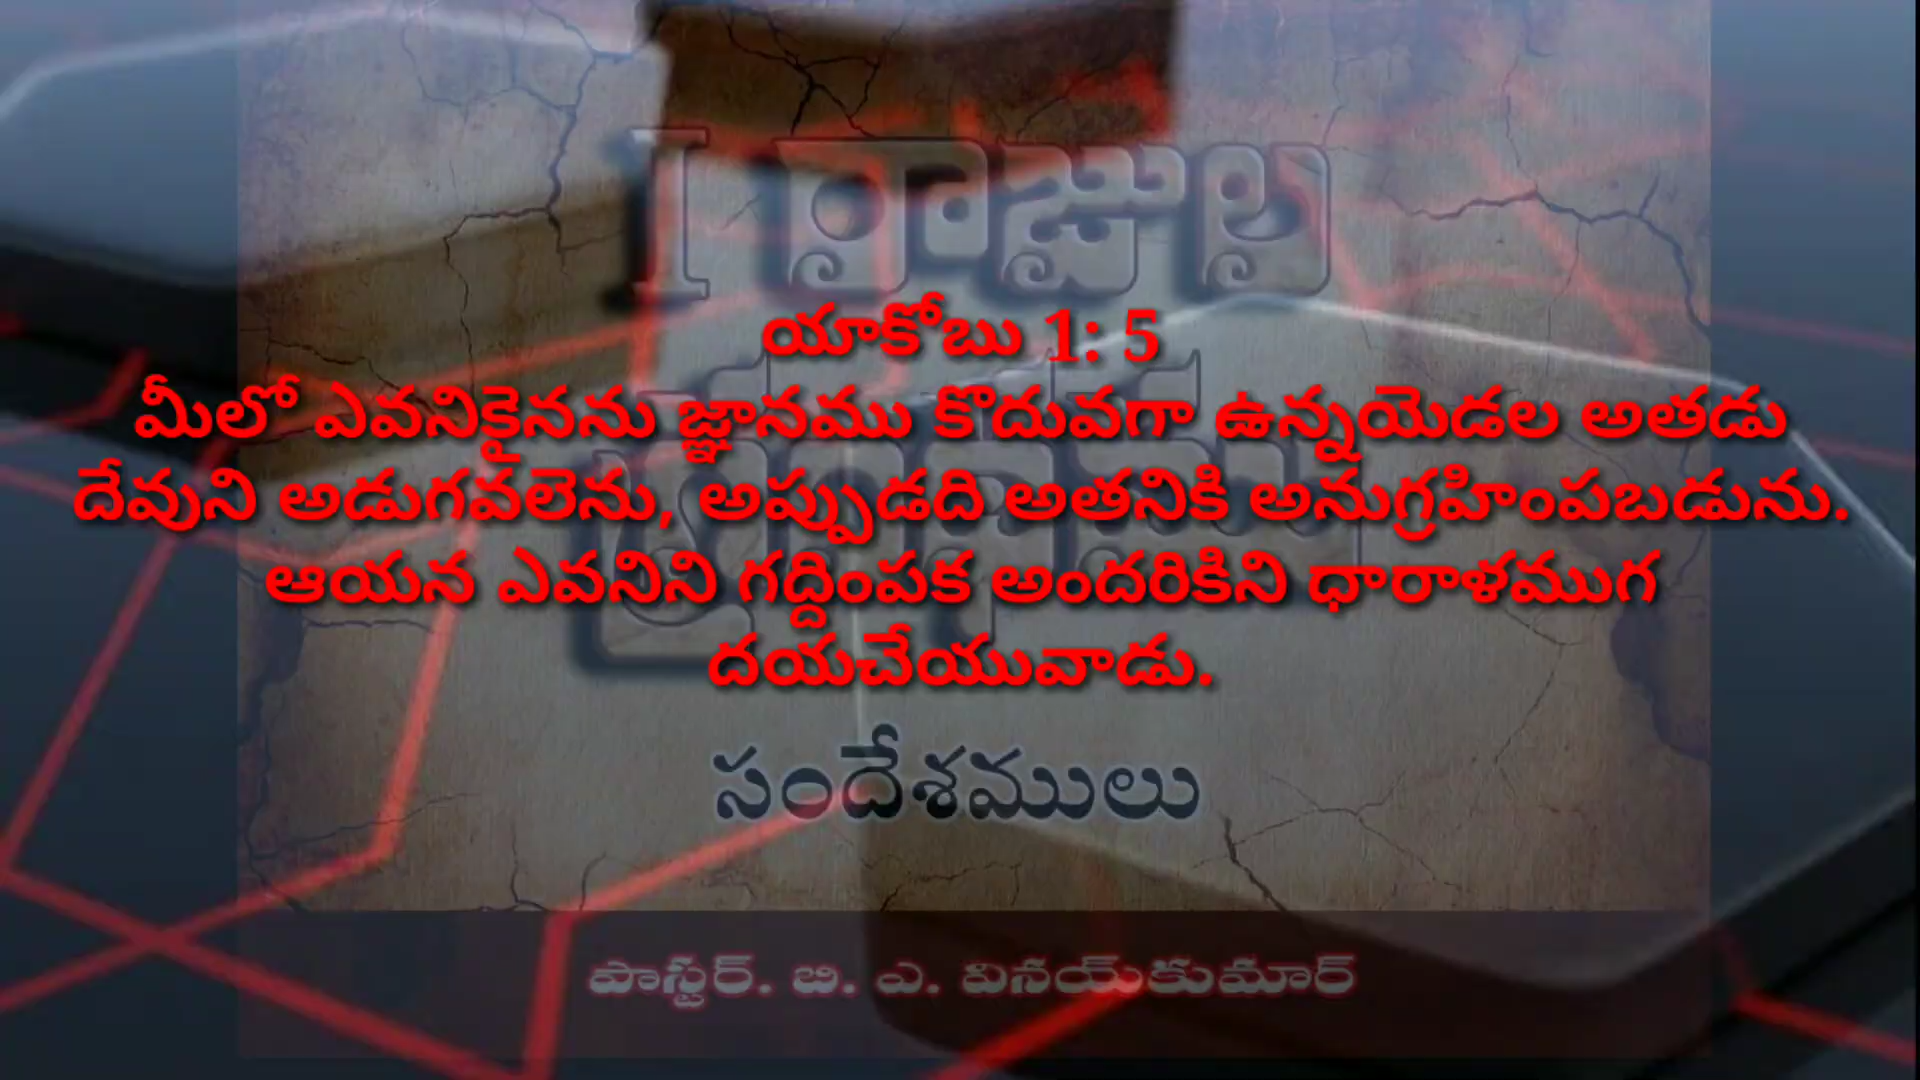 I రాజుల
గ్రంథము
యాకోబు 1: 5
మీలో ఎవనికైనను జ్ఞానము కొదువగా ఉన్నయెడల అతడు
దేవుని అడుగవలెను, అప్పుడది అతనికి అనుగ్రహింపబడును.
ఆయన ఎవనిని గద్దింపక అందరికిని ధారాళముగ
దయచేయువాడు.
సందేశములు
పాస్టర్. బి. ఎ. వినయ్‌కుమార్